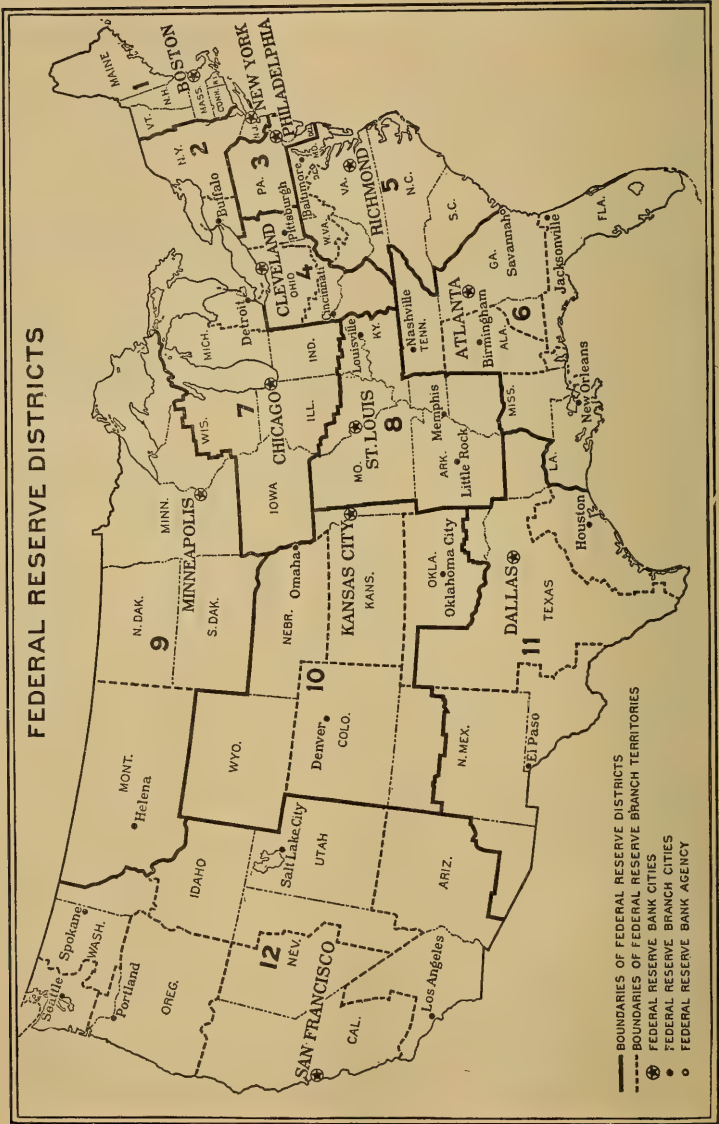 FEDERAL RESERVE DISTRICTS
MAINE
1
VT.
N.H.
BOSTON
MASS.
CONN.
R.I.
N.Y.
2
NEW YORK
Buffalo
N.J.
PHILADELPHIA
3
PA.
Pittsburgh
CLEVELAND
OHIO
4
Cincinnati
Baltimore
MD.
D.C.
DEL.
W.VA.
VA.
RICHMOND
5
N.C.
S.C.
MICH.
Detroit
WIS.
7
CHICAGO
ILL.
IND.
IOWA
Louisville
KY.
MO.
ST. LOUIS
8
Memphis
ARK.
Little Rock
Nashville
TENN.
ATLANTA
GA.
Savannah
Birmingham
ALA.
6
MISS.
Jacksonville
FLA.
New Orleans
LA.
MINN.
MINNEAPOLIS
N. DAK.
9
S. DAK.
MONT.
Helena
NEBR.
Omaha
KANSAS CITY
KANS.
10
WYO.
Denver
COLO.
OKLA.
Oklahoma City
DALLAS
TEXAS
11
Houston
El Paso
N. MEX.
Seattle
Spokane
WASH.
Portland
OREG.
IDAHO
Salt Lake City
UTAH
12
NEV.
SAN FRANCISCO
CAL.
Los Angeles
ARIZ.
BOUNDARIES OF FEDERAL RESERVE DISTRICTS
BOUNDARIES OF FEDERAL RESERVE BRANCH TERRITORIES
FEDERAL RESERVE BANK CITIES
FEDERAL RESERVE BRANCH CITIES
FEDERAL RESERVE BANK AGENCY